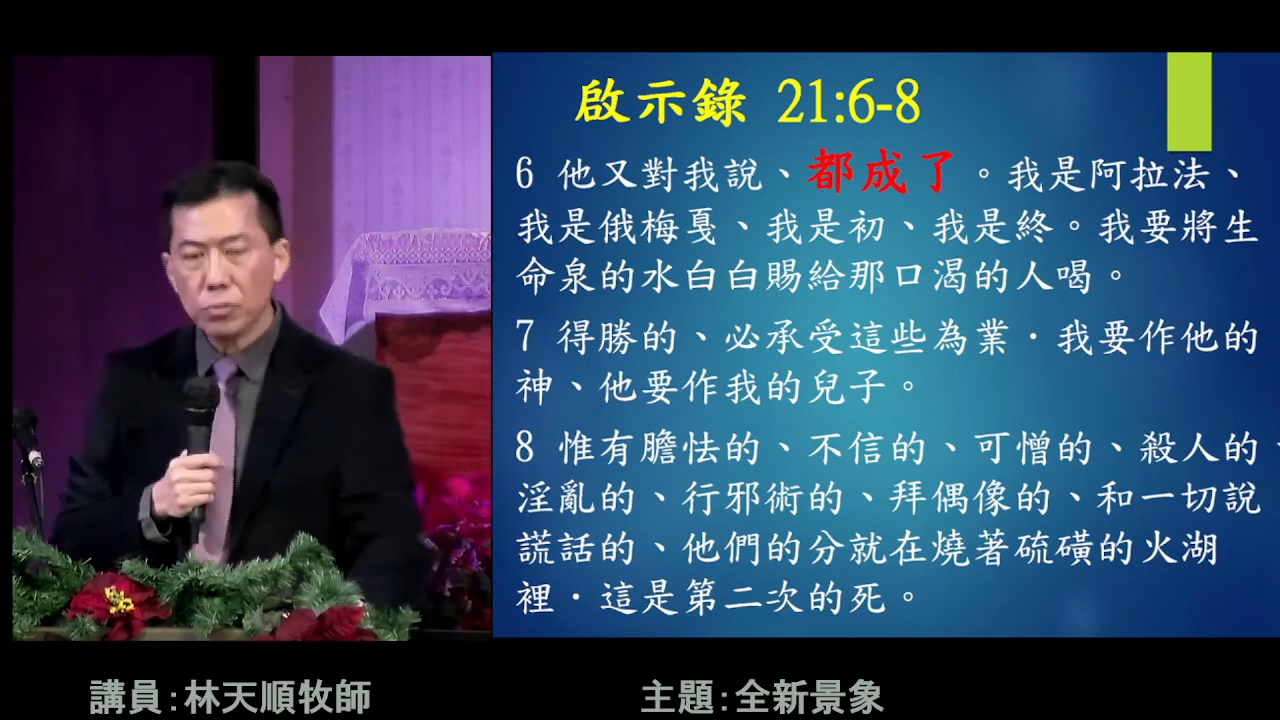 啟示錄 21:6-8
6 他又對我說、都成了。我是阿拉法、
我是俄梅戛、我是初、我是終。我要將生
命泉的水白白賜給那口渴的人喝。
7 得勝的、必承受這些為業．我要作他的
神、他要作我的兒子。
8 惟有膽怯的、不信的、可憎的、殺人的、
淫亂的、行邪術的、拜偶像的、和一切說
謊話的、他們的分就在燒著硫磺的火湖
裡．這是第二次的死。
講員:林天順牧師
主題:全新景象